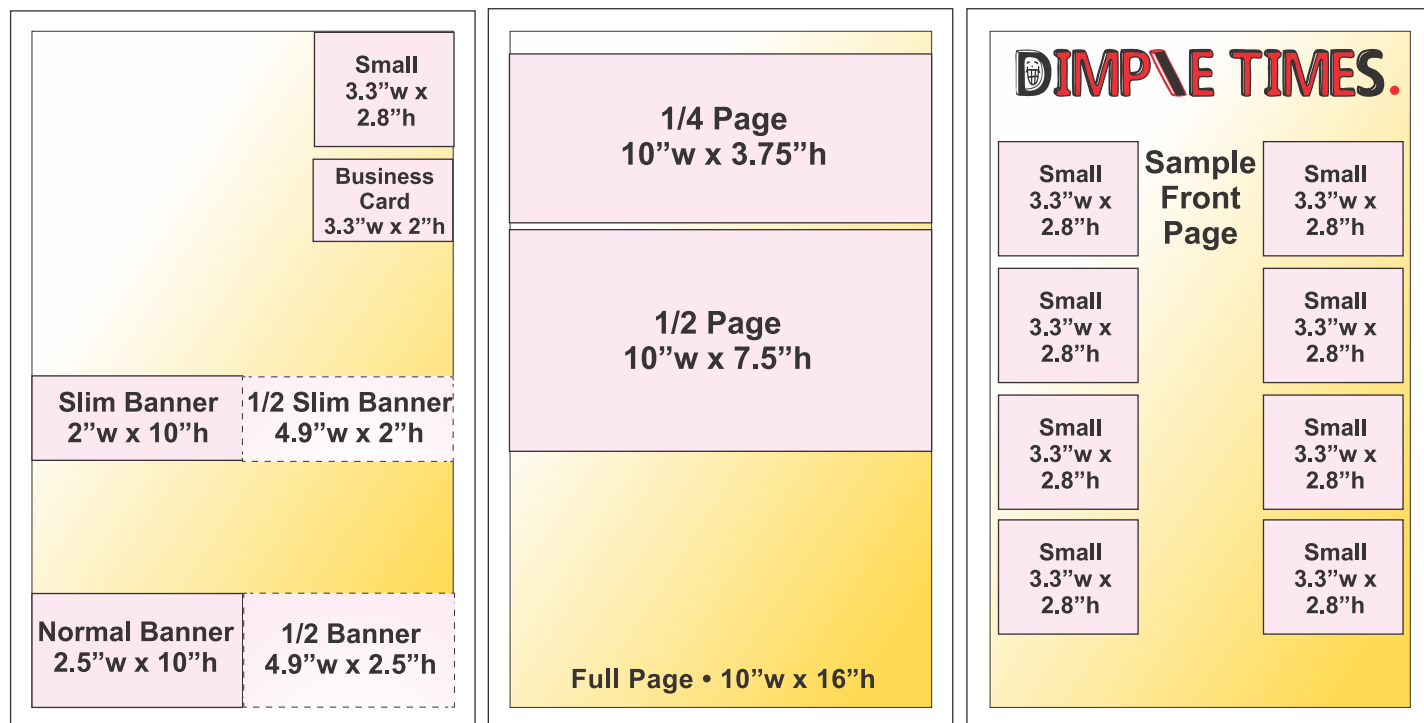 Small
3.3”w x
2.8”h
Business
Card
3.3”w x 2”h
Slim Banner
2”w x 10”h
1/2 Slim Banner
4.9”w x 2”h
Normal Banner
2.5”w x 10”h
1/2 Banner
4.9”w x 2.5”h
1/4 Page
10”w x 3.75”h
1/2 Page
10”w x 7.5”h
Full Page • 10”w x 16”h
DIMPLE TIMES.
Sample
Front
Page
Small
3.3”w x
2.8”h
Small
3.3”w x
2.8”h
Small
3.3”w x
2.8”h
Small
3.3”w x
2.8”h
Small
3.3”w x
2.8”h
Small
3.3”w x
2.8”h
Small
3.3”w x
2.8”h
Small
3.3”w x
2.8”h